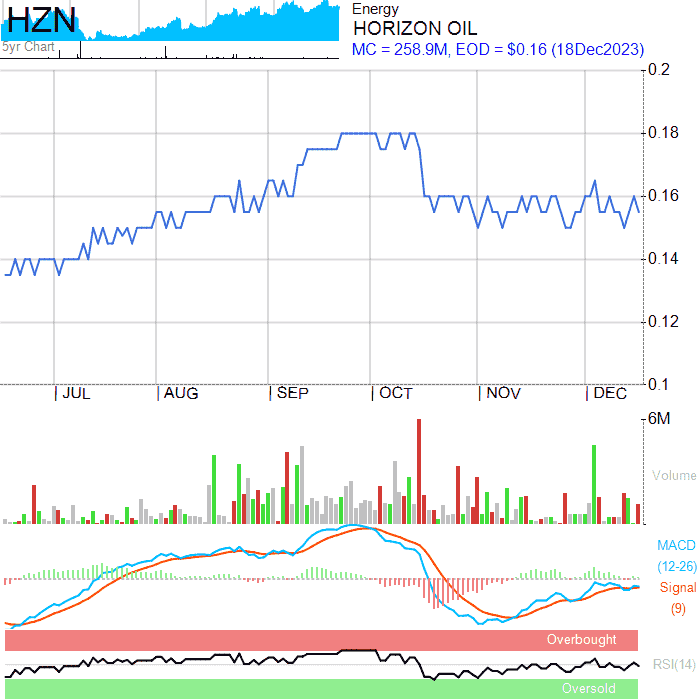 HZN
5yr Chart
Energy
HORIZON OIL
MC = 258.9M, EOD = $0.16 (18Dec2023)
0.2
0.18
0.16
0.14
0.12
0.1
JUL AUG SEP OCT NOV DEC
6M
Volume
MACD
(12-26)
Signal
(9)
Overbought
RSI(14)
Oversold